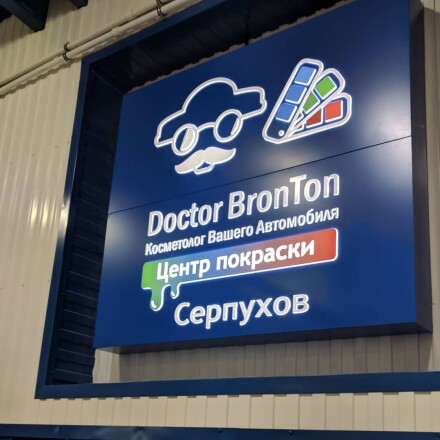 Doctor BronTon
Косметолог Вашего Автомобиля
Центр покраски
Серпухов